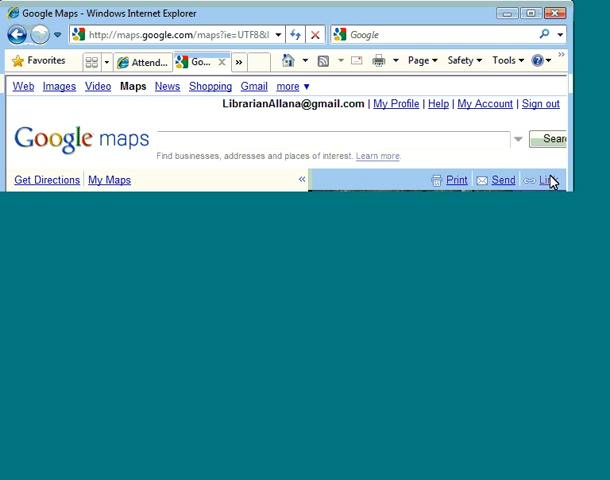 Google Maps - Windows Internet Explorer
http://maps.google.com/maps?ie=UTF8&l
Google
Favorites
Attend...
Go...
»
Page
Safety
Tools
»
Web Images Video Maps News Shopping Gmail more ▼
LibrarianAllana@gmail.com | My Profile | Help | My Account | Sign out
Google maps
Sear
Find businesses, addresses and places of interest. Learn more.
Get Directions My Maps « Print Send Link